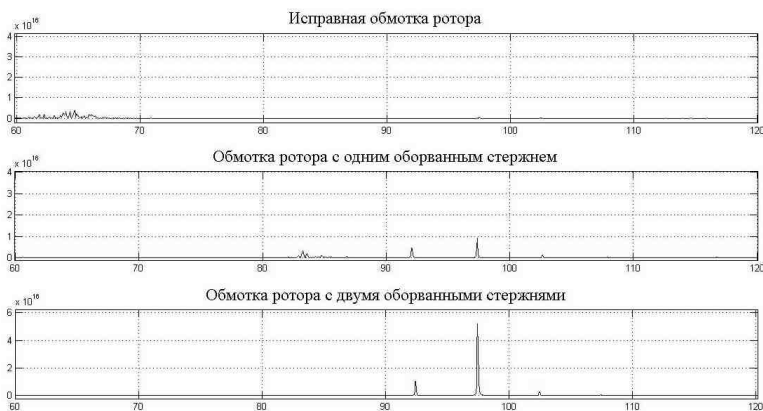 Исправная обмотка ротора
x 10^16
4
3
2
1
0
60 70 80 90 100 110 120
Обмотка ротора с одним оборванным стержнем
x 10^16
4
3
2
1
0
60 70 80 90 100 110 120
Обмотка ротора с двумя оборванными стержнями
x 10^16
6
4
2
0
60 70 80 90 100 110 120